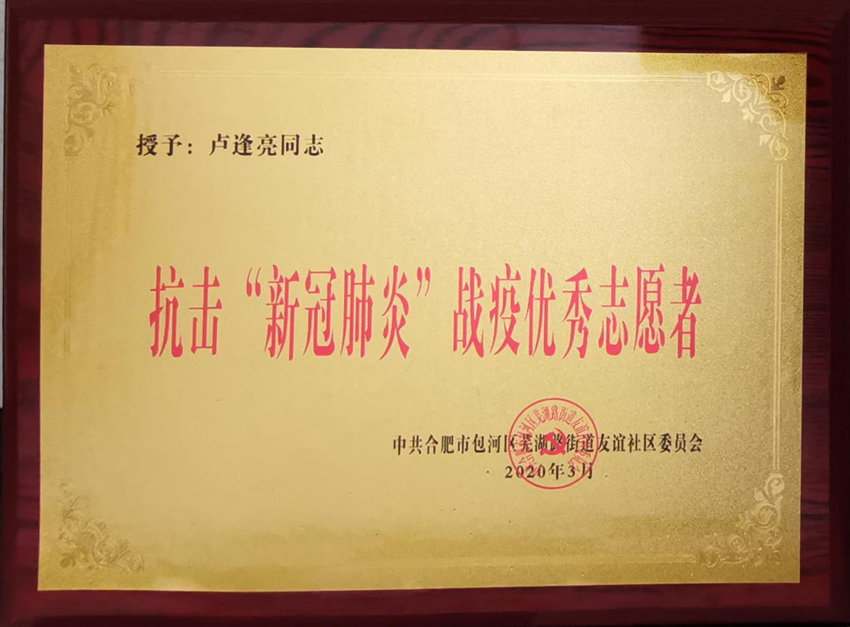 授予：卢逢亮同志
抗击“新冠肺炎”战疫优秀志愿者
中共合肥市包河区芜湖路街道友谊社区委员会
2020年3月